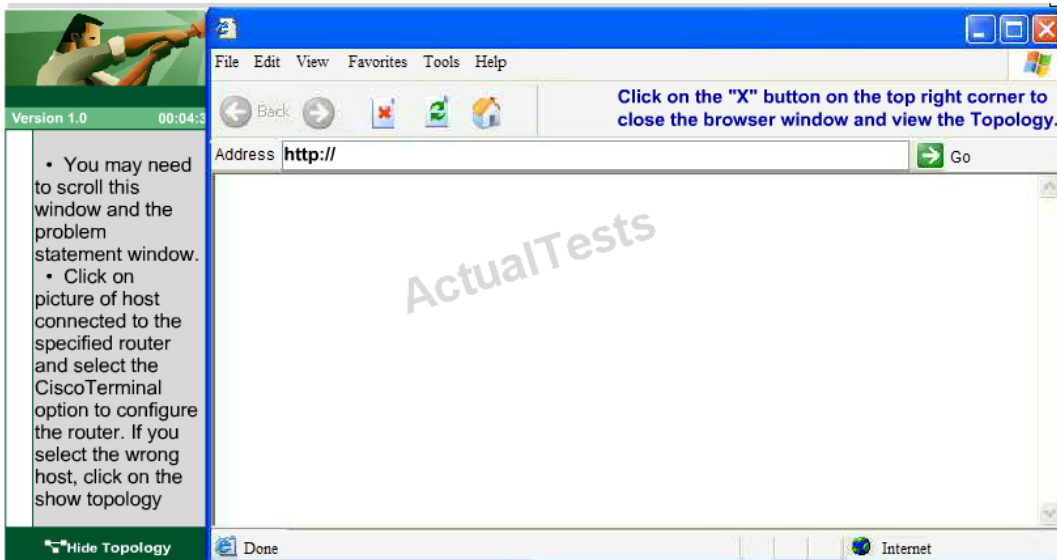 Version 1.0 00:04:3
• You may need
to scroll this
window and the
problem
statement window.
• Click on
picture of host
connected to the
specified router
and select the
CiscoTerminal
option to configure
the router. If you
select the wrong
host, click on the
show topology
Hide Topology
File Edit View Favorites Tools Help
Back
Click on the "X" button on the top right corner to
close the browser window and view the Topology.
Address http://
Go
ActualTests
Done
Internet